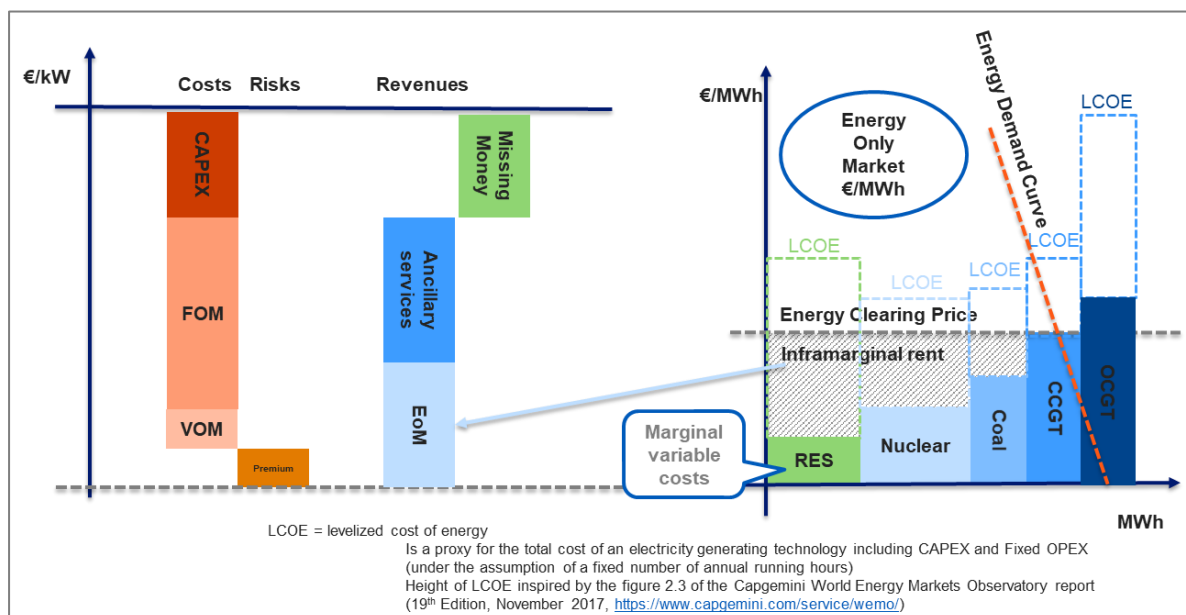 €/kW
Costs
Risks
Revenues
CAPEX
FOM
VOM
Premium
Missing
Money
Ancillary
services
EoM
€/MWh
Energy
Only
Market
€/MWh
Energy Demand Curve
LCOE
LCOE
LCOE
LCOE
LCOE
Energy Clearing Price
Inframarginal rent
Marginal
variable
costs
RES
Nuclear
Coal
CCGT
OCGT
MWh
LCOE = levelized cost of energy
Is a proxy for the total cost of an electricity generating technology including CAPEX and Fixed OPEX
(under the assumption of a fixed number of annual running hours)
Height of LCOE inspired by the figure 2.3 of the Capgemini World Energy Markets Observatory report
(19th Edition, November 2017, https://www.capgemini.com/service/wemo/)